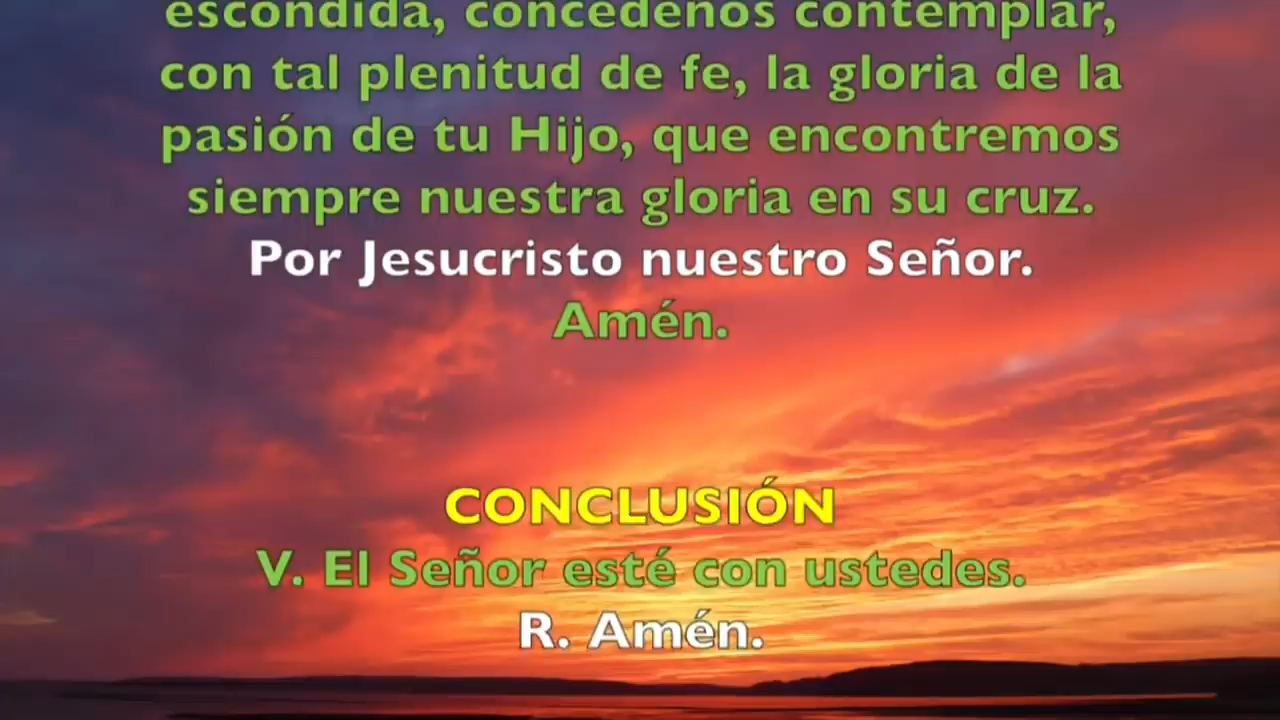 escondida, concédenos contemplar,
con tal plenitud de fe, la gloria de la
pasión de tu Hijo, que encontremos
siempre nuestra gloria en su cruz.
Por Jesucristo nuestro Señor.
Amén.
CONCLUSIÓN
V. El Señor esté con ustedes.
R. Amén.